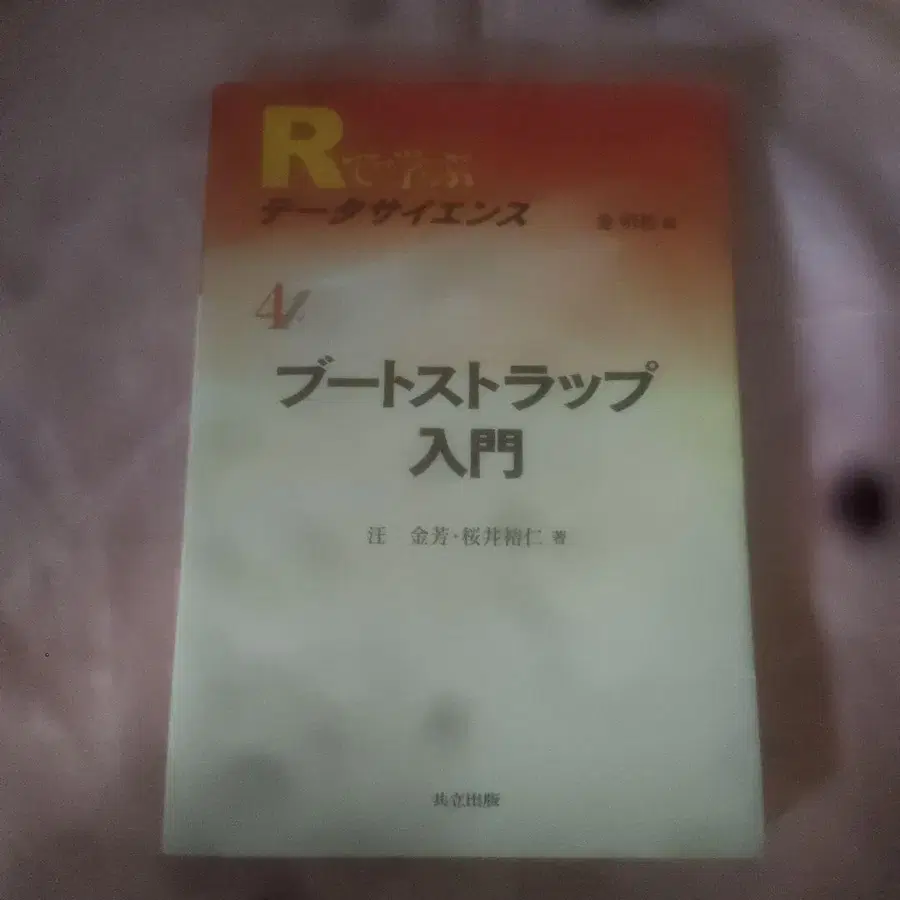 Rで学ぶ
データサイエンス
金 明哲 編
4
ブートストラップ
入門
汪 金芳・桜井裕仁 著
共立出版